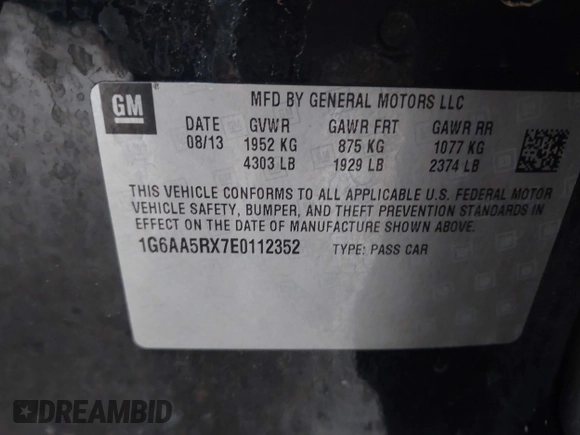 GM
MFD BY GENERAL MOTORS LLC
DATE GVWR GAWR FRT GAWR RR
08/13 1952 KG 875 KG 1077 KG
4303 LB 1929 LB 2374 LB
THIS VEHICLE CONFORMS TO ALL APPLICABLE U.S. FEDERAL MOTOR
VEHICLE SAFETY, BUMPER, AND THEFT PREVENTION STANDARDS IN
EFFECT ON THE DATE OF MANUFACTURE SHOWN ABOVE.
1G6AA5RX7E0112352 TYPE: PASS CAR
DREAMBID